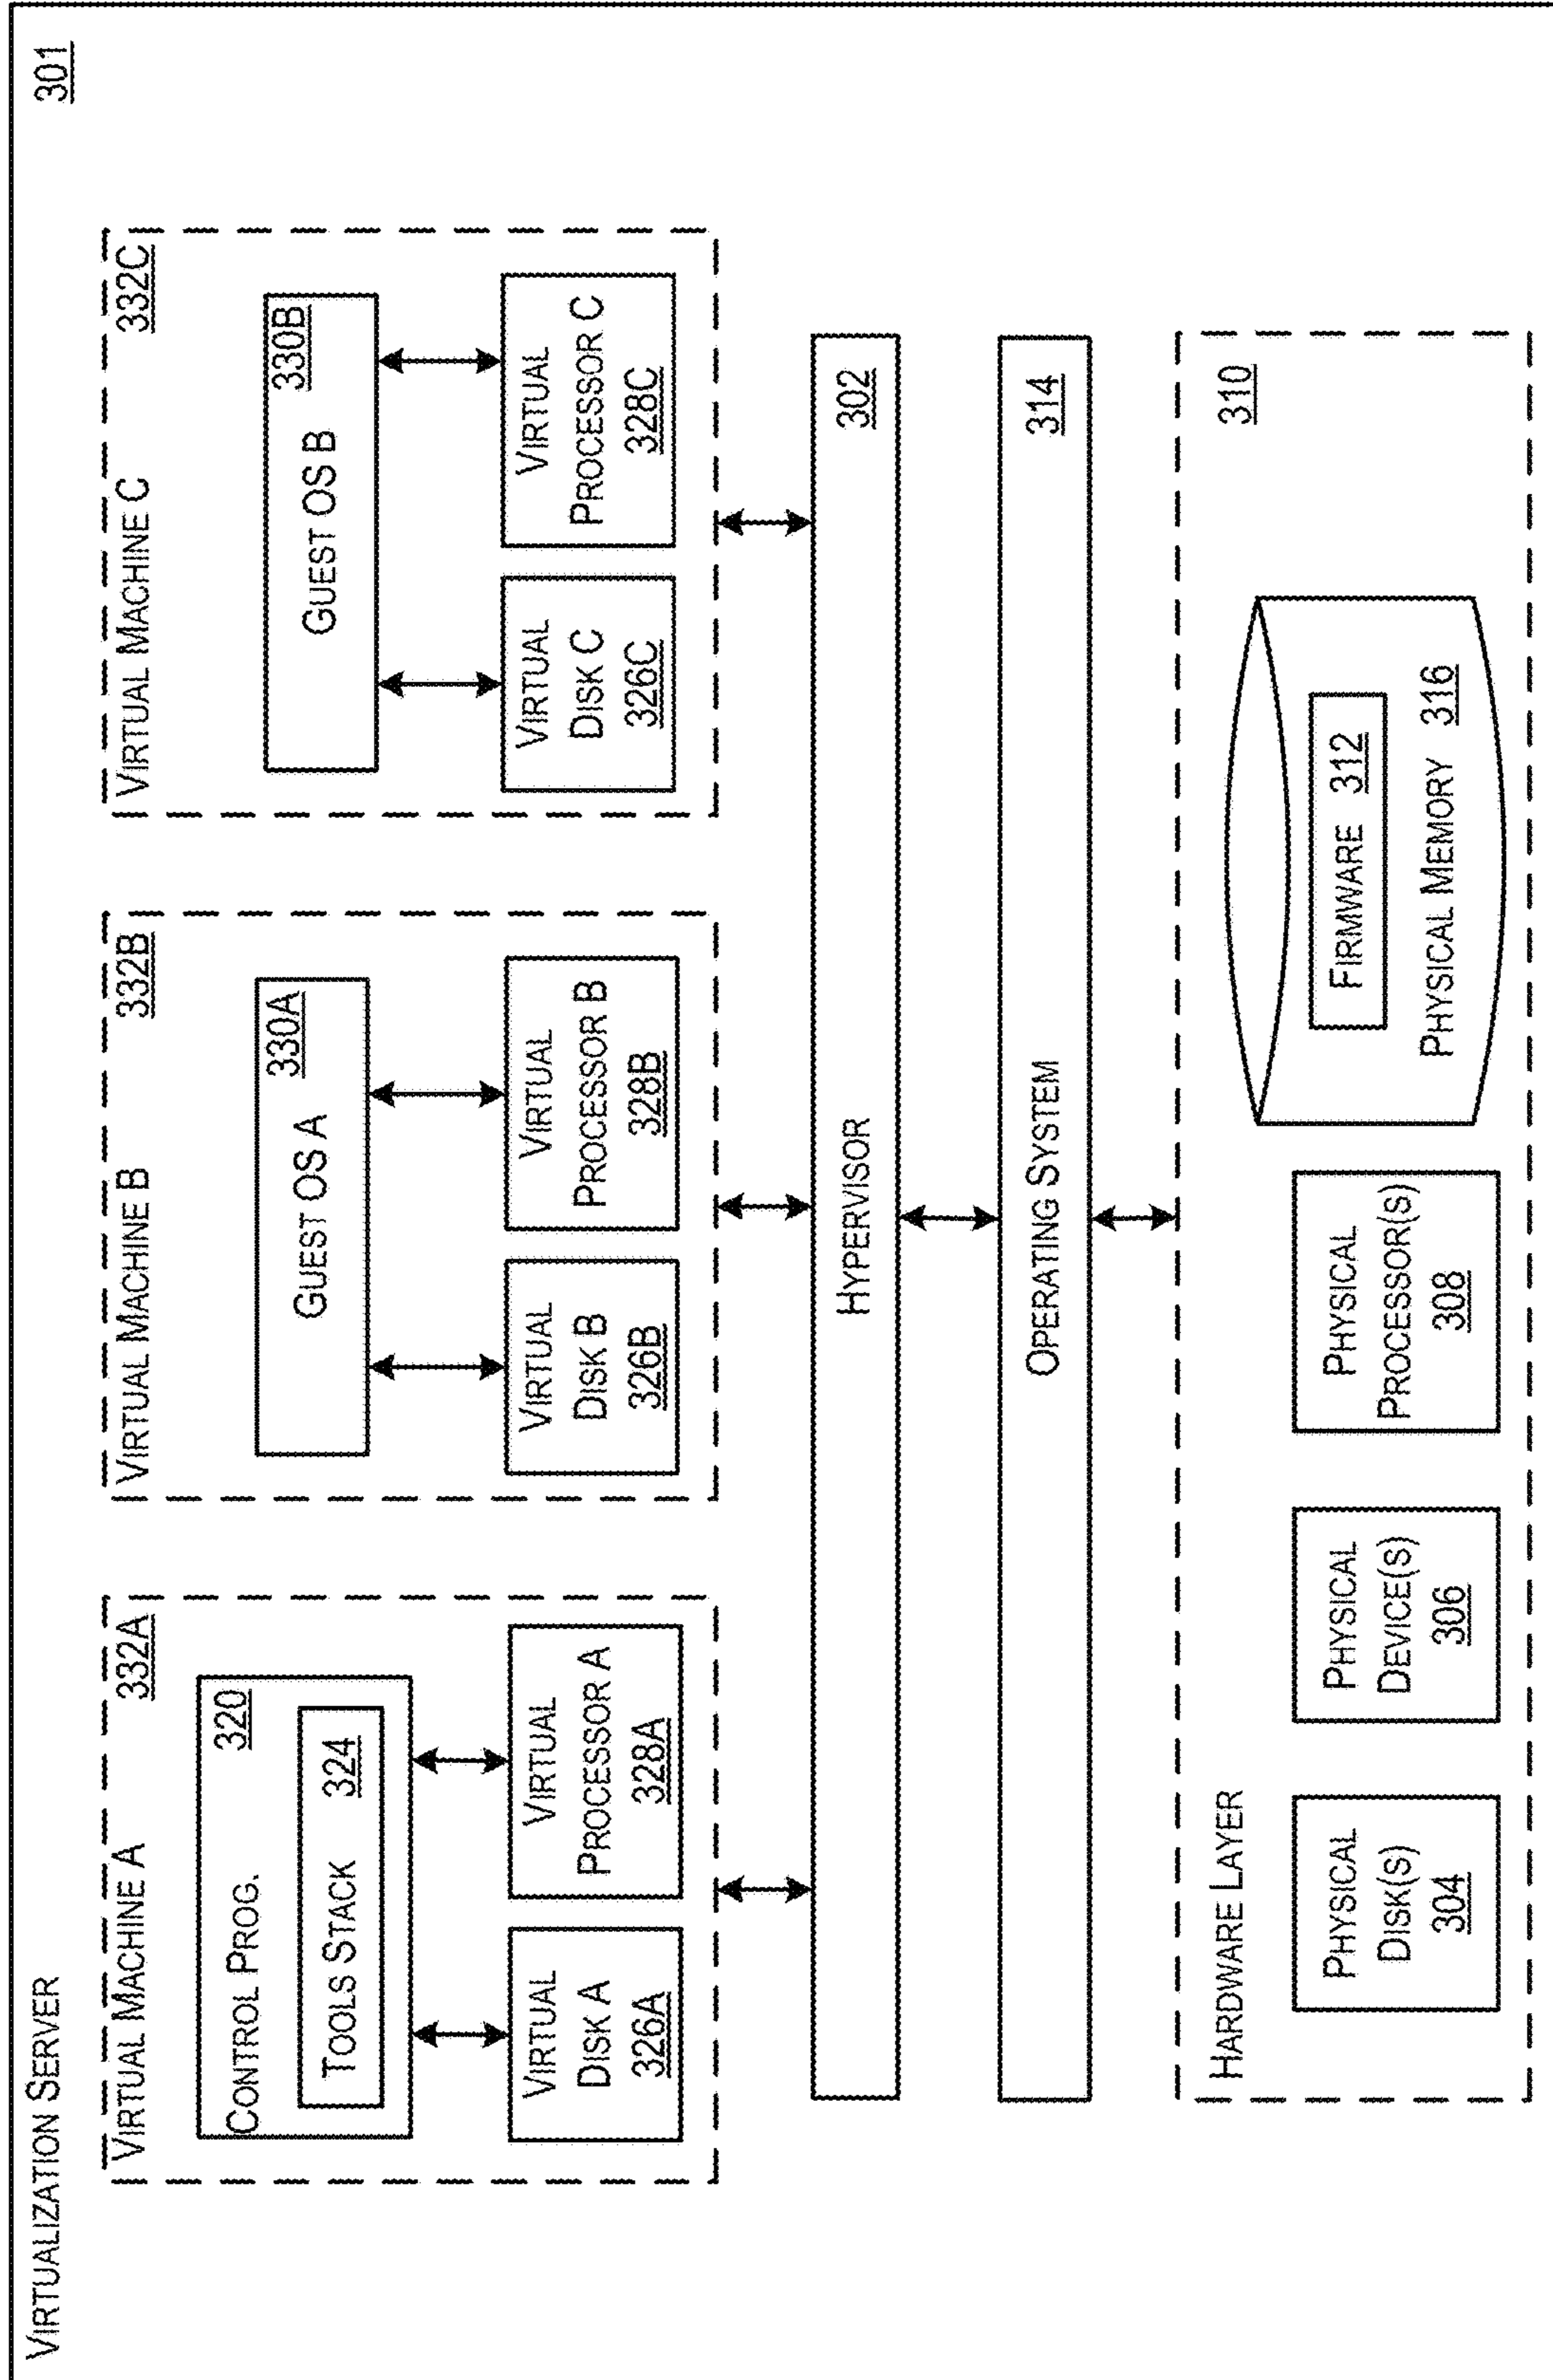 VIRTUALIZATION SERVER
301
VIRTUAL MACHINE A 332A
CONTROL PROG. 320
TOOLS STACK 324
VIRTUAL
DISK A
326A
VIRTUAL
PROCESSOR A
328A
VIRTUAL MACHINE B 332B
330A
GUEST OS A
VIRTUAL
DISK B
326B
VIRTUAL
PROCESSOR B
328B
VIRTUAL MACHINE C 332C
330B
GUEST OS B
VIRTUAL
DISK C
326C
VIRTUAL
PROCESSOR C
328C
HYPERVISOR 302
OPERATING SYSTEM 314
HARDWARE LAYER 310
PHYSICAL
DISK(S)
304
PHYSICAL
DEVICE(S)
306
PHYSICAL
PROCESSOR(S)
308
FIRMWARE 312
PHYSICAL MEMORY 316